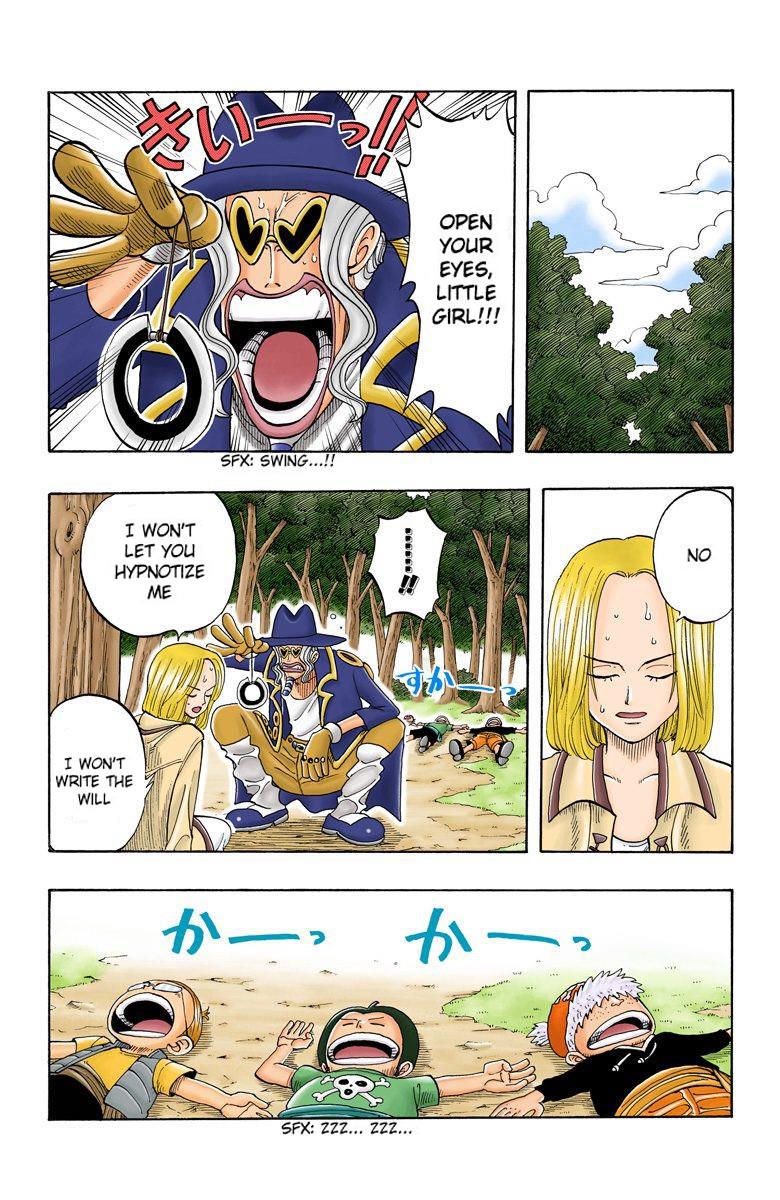 きいーっ!!
OPEN
YOUR
EYES,
LITTLE
GIRL!!!
SFX: SWING...!!
NO
I WON'T
LET YOU
HYPNOTIZE
ME
......!!
すかーっ
I WON'T
WRITE THE
WILL
かーっ かーっ
SFX: ZZZ... ZZZ...